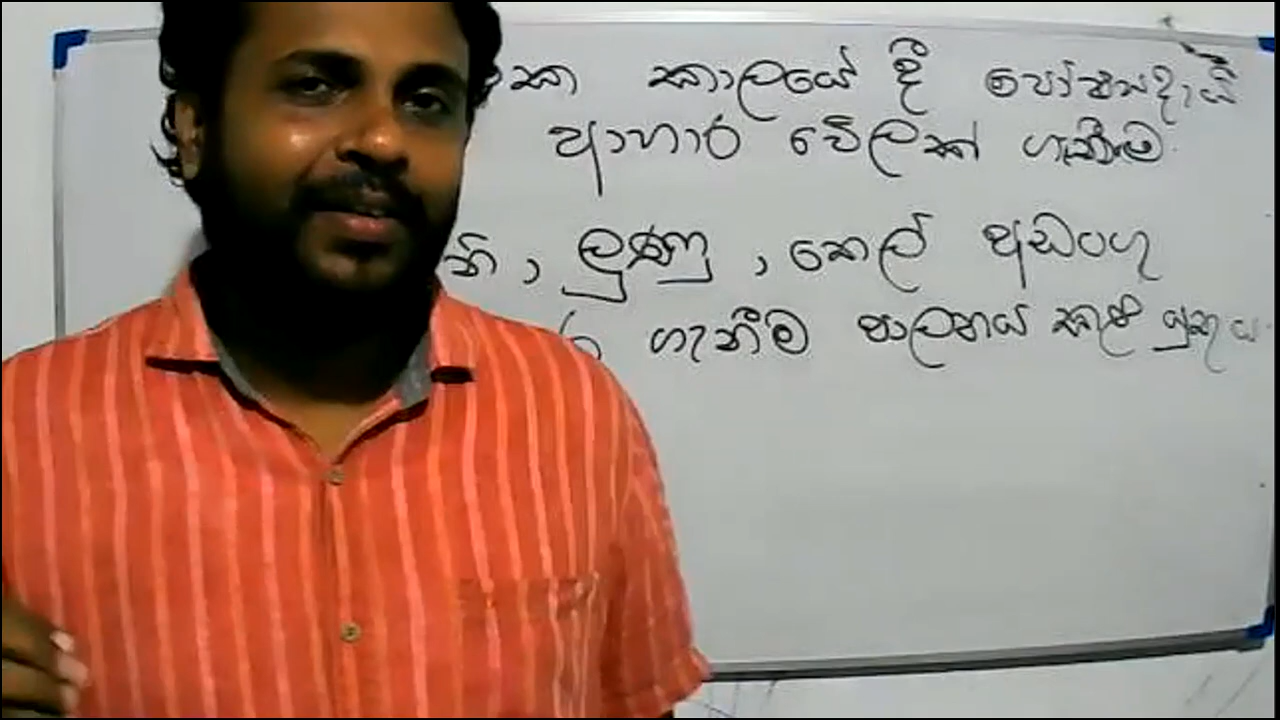 කාලයේ දී පෝෂ්‍යදායී
ආහාර වේලක් ගැනීම
, ලුණු , තෙල් අඩංගු
ගැනීම පාලනය කළ යුතුය.